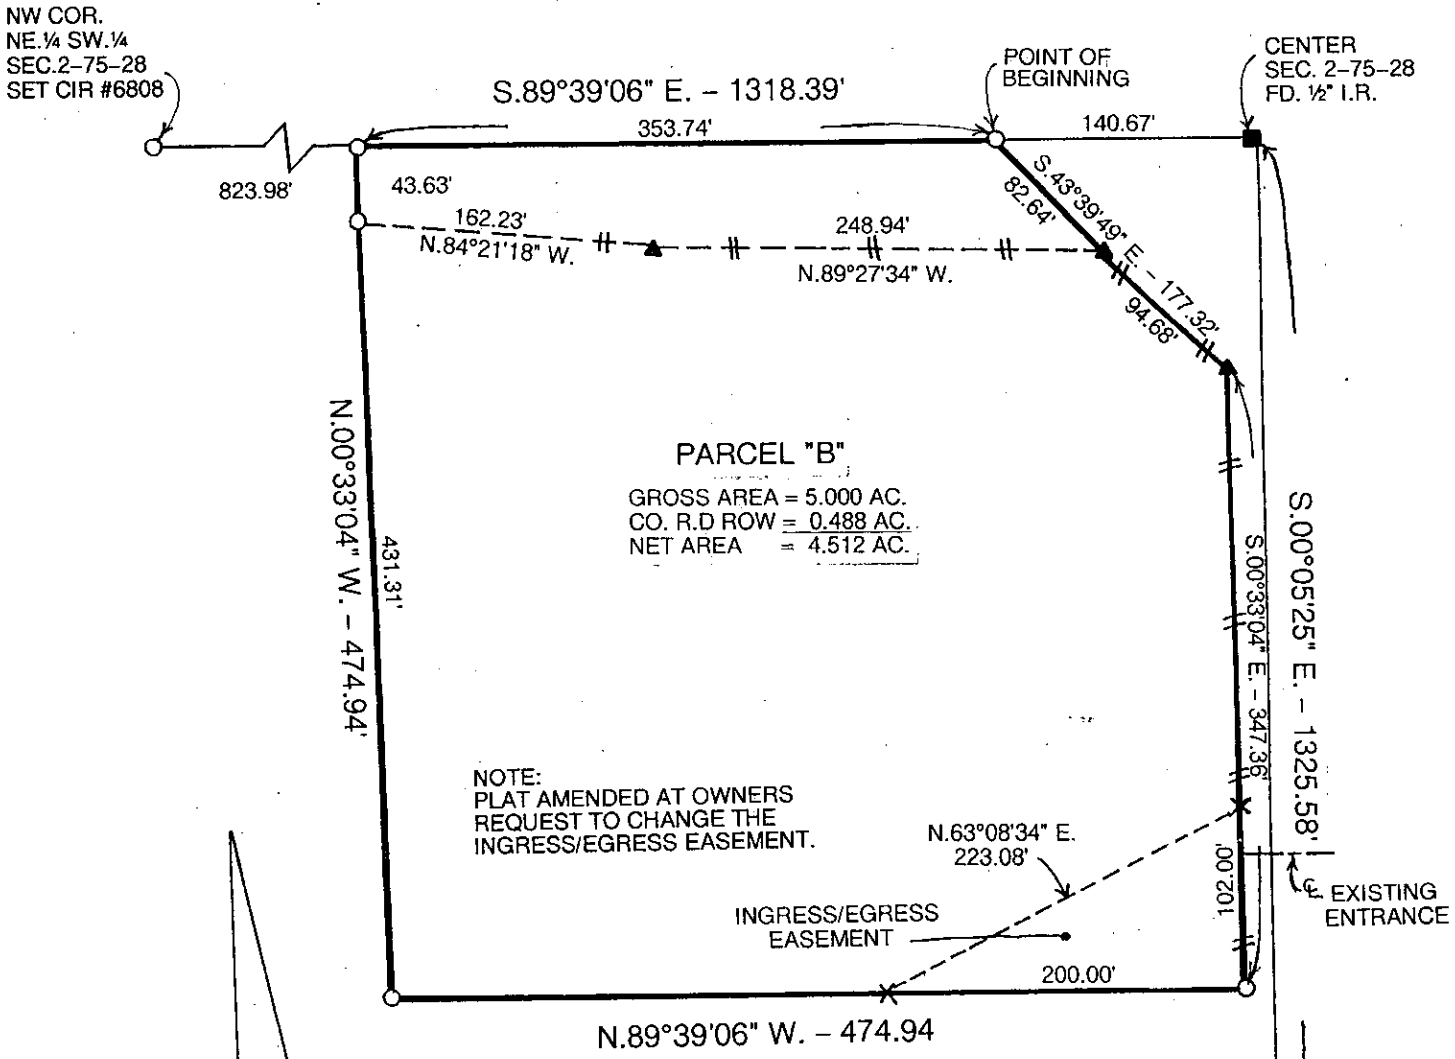 NW COR.
NE.¼ SW.¼
SEC.2-75-28
SET CIR #6808
S.89°39'06" E. - 1318.39'
POINT OF
BEGINNING
CENTER
SEC. 2-75-28
FD. ½" I.R.
353.74'
140.67'
823.98'
43.63'
162.23'
N.84°21'18" W.
248.94'
N.89°27'34" W.
S.43°39'49" E. - 177.32'
82.64'
94.68'
N.00°33'04" W. - 474.94'
431.31'
PARCEL "B"
GROSS AREA = 5.000 AC.
CO. R.D ROW = 0.488 AC.
NET AREA = 4.512 AC.
S.00°33'04" E. - 347.36'
S.00°05'25" E. - 1325.58'
NOTE:
PLAT AMENDED AT OWNERS
REQUEST TO CHANGE THE
INGRESS/EGRESS EASEMENT.
N.63°08'34" E.
223.08'
102.00'
℄ EXISTING
ENTRANCE
INGRESS/EGRESS
EASEMENT
200.00'
N.89°39'06" W. - 474.94